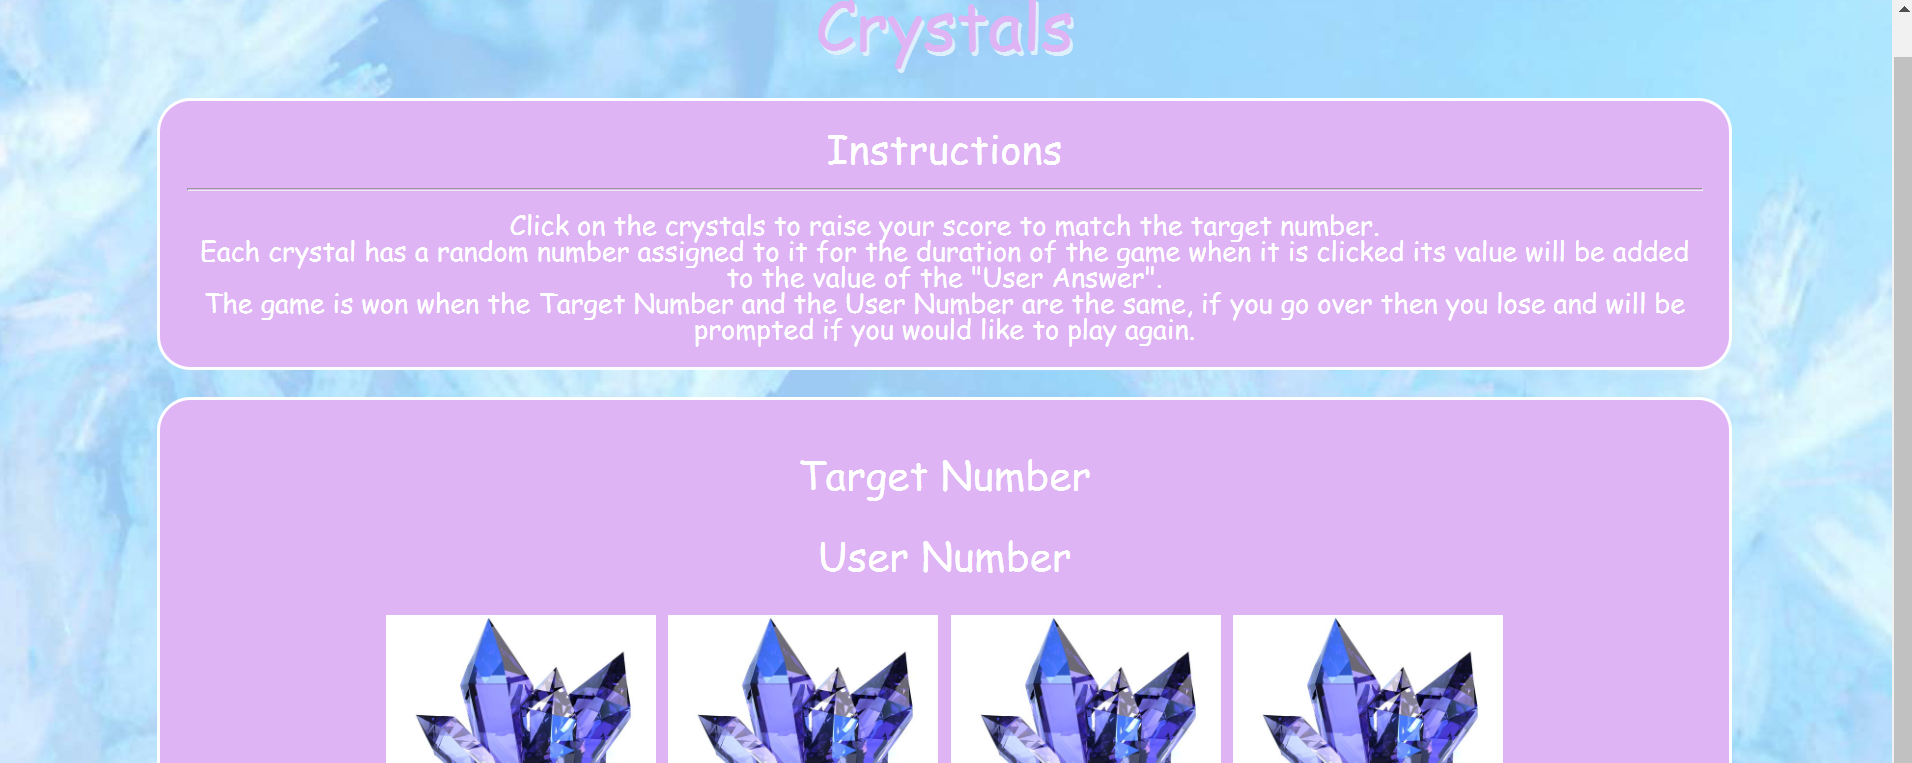 Crystals
Instructions
Click on the crystals to raise your score to match the target number.
Each crystal has a random number assigned to it for the duration of the game when it is clicked its value will be added
to the value of the "User Answer".
The game is won when the Target Number and the User Number are the same, if you go over then you lose and will be
prompted if you would like to play again.
Target Number
User Number